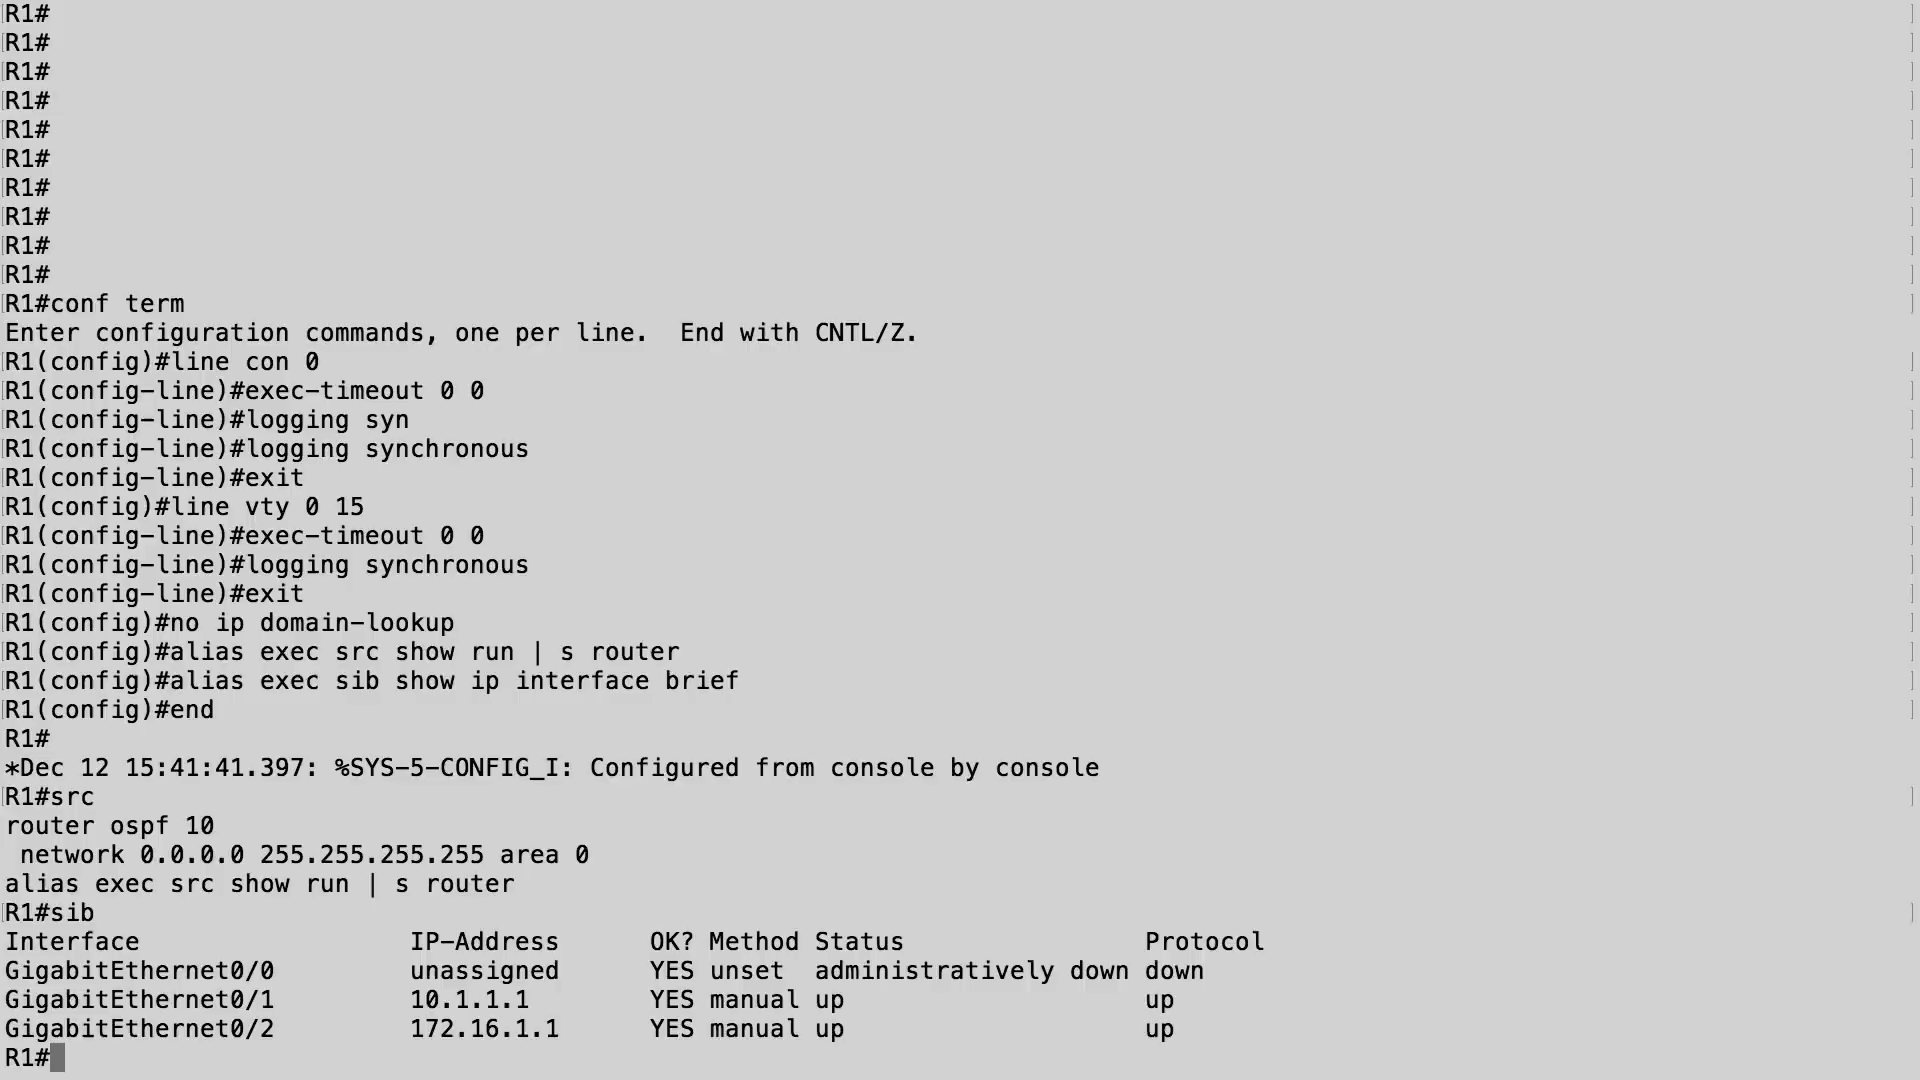 R1#
R1#
R1#
R1#
R1#
R1#
R1#
R1#
R1#
R1#
R1#conf term
Enter configuration commands, one per line.  End with CNTL/Z.
R1(config)#line con 0
R1(config-line)#exec-timeout 0 0
R1(config-line)#logging syn
R1(config-line)#logging synchronous
R1(config-line)#exit
R1(config)#line vty 0 15
R1(config-line)#exec-timeout 0 0
R1(config-line)#logging synchronous
R1(config-line)#exit
R1(config)#no ip domain-lookup
R1(config)#alias exec src show run | s router
R1(config)#alias exec sib show ip interface brief
R1(config)#end
R1#
*Dec 12 15:41:41.397: %SYS-5-CONFIG_I: Configured from console by console
R1#src
router ospf 10
 network 0.0.0.0 255.255.255.255 area 0
alias exec src show run | s router
R1#sib
Interface                  IP-Address      OK? Method Status                Protocol
GigabitEthernet0/0         unassigned      YES unset  administratively down down
GigabitEthernet0/1         10.1.1.1        YES manual up                    up
GigabitEthernet0/2         172.16.1.1      YES manual up                    up
R1#